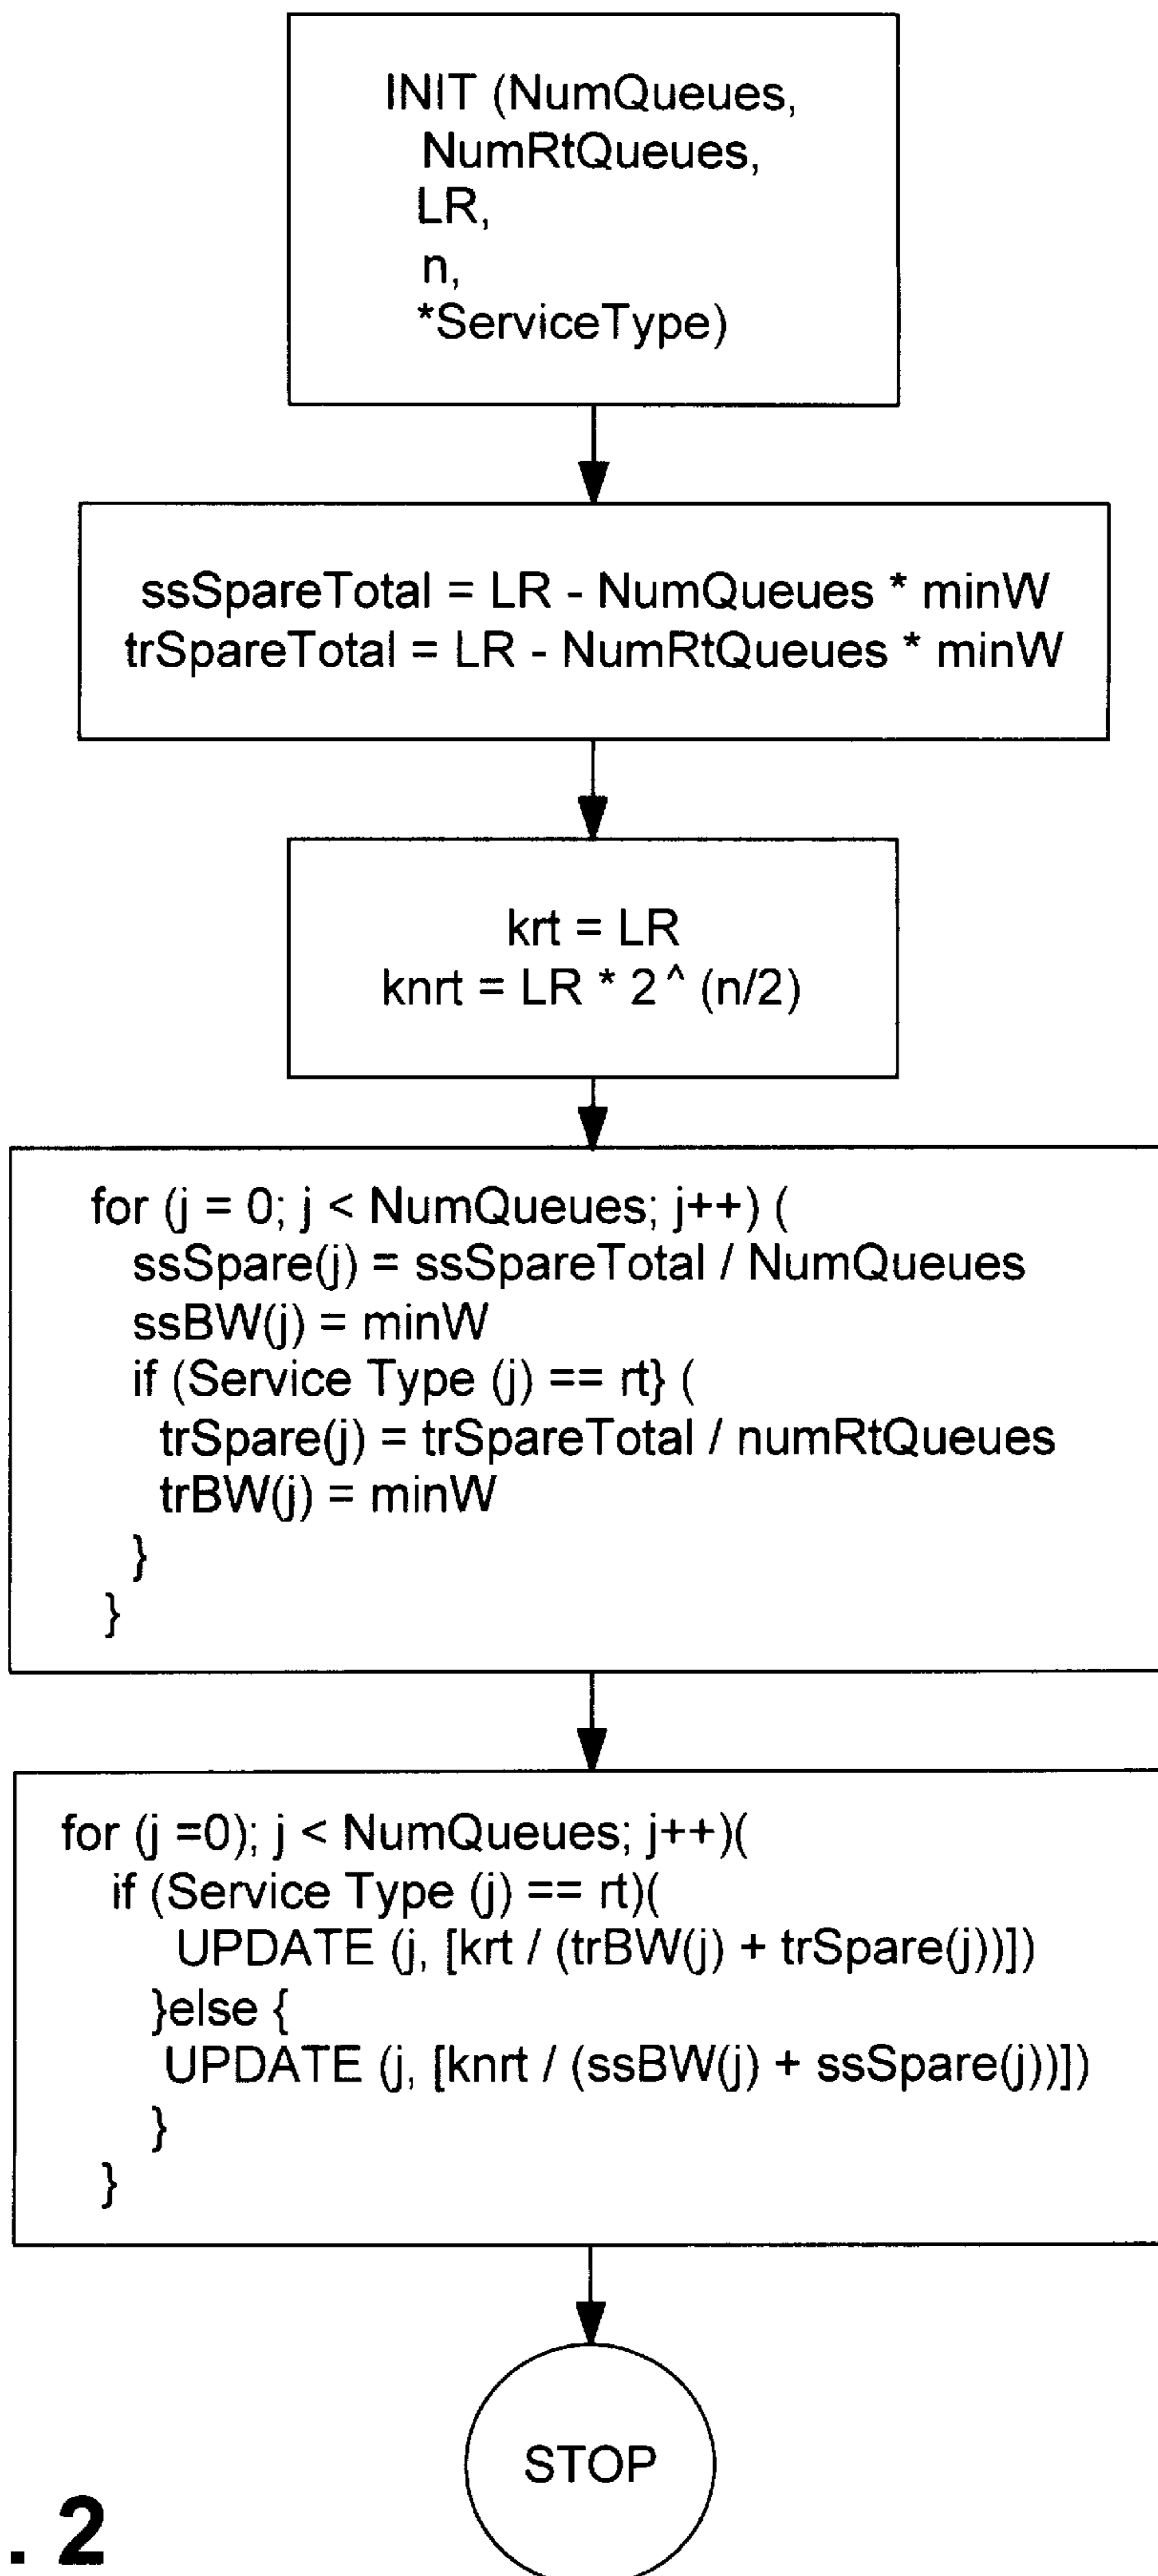 INIT (NumQueues,
NumRtQueues,
LR,
n,
*ServiceType)
ssSpareTotal = LR - NumQueues * minW
trSpareTotal = LR - NumRtQueues * minW
krt = LR
knrt = LR * 2 ^ (n/2)
for (j = 0; j < NumQueues; j++) (
ssSpare(j) = ssSpareTotal / NumQueues
ssBW(j) = minW
if (Service Type (j) == rt} (
trSpare(j) = trSpareTotal / numRtQueues
trBW(j) = minW
}
}
for (j =0); j < NumQueues; j++)(
if (Service Type (j) == rt)(
UPDATE (j, [krt / (trBW(j) + trSpare(j))])
}else {
UPDATE (j, [knrt / (ssBW(j) + ssSpare(j))])
}
}
STOP
. 2